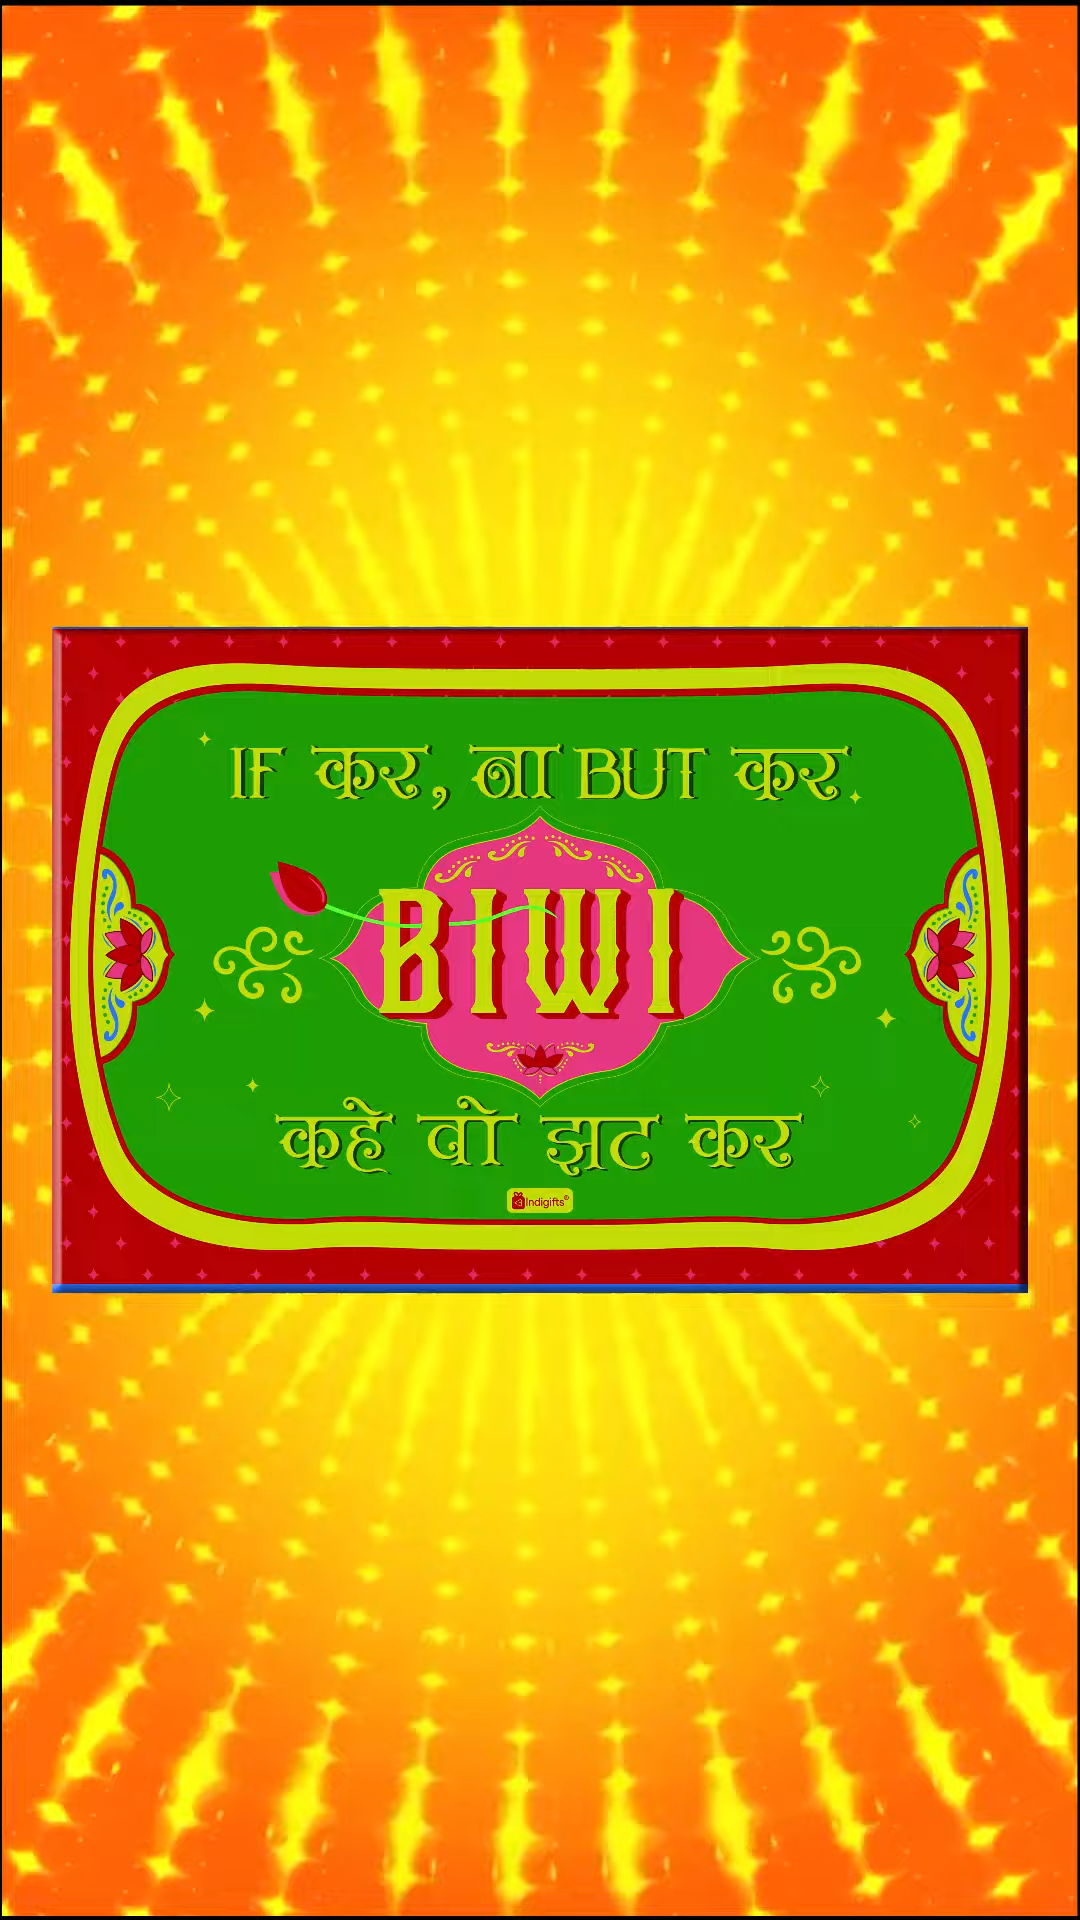 IF कर, ना BUT कर
BIWI
कहे वो झट कर
Indigifts